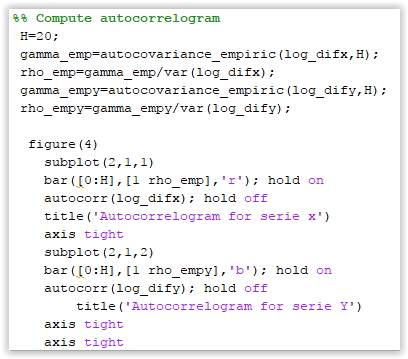 %% Compute autocorrelogram
H=20;
gamma_emp=autocovariance_empiric(log_difx,H);
rho_emp=gamma_emp/var(log_difx);
gamma_empy=autocovariance_empiric(log_dify,H);
rho_empy=gamma_empy/var(log_dify);
figure(4)
subplot(2,1,1)
bar([0:H],[1 rho_emp],'r'); hold on
autocorr(log_difx); hold off
title('Autocorrelogram for serie x')
axis tight
subplot(2,1,2)
bar([0:H],[1 rho_empy],'b'); hold on
autocorr(log_dify); hold off
title('Autocorrelogram for serie Y')
axis tight
axis tight